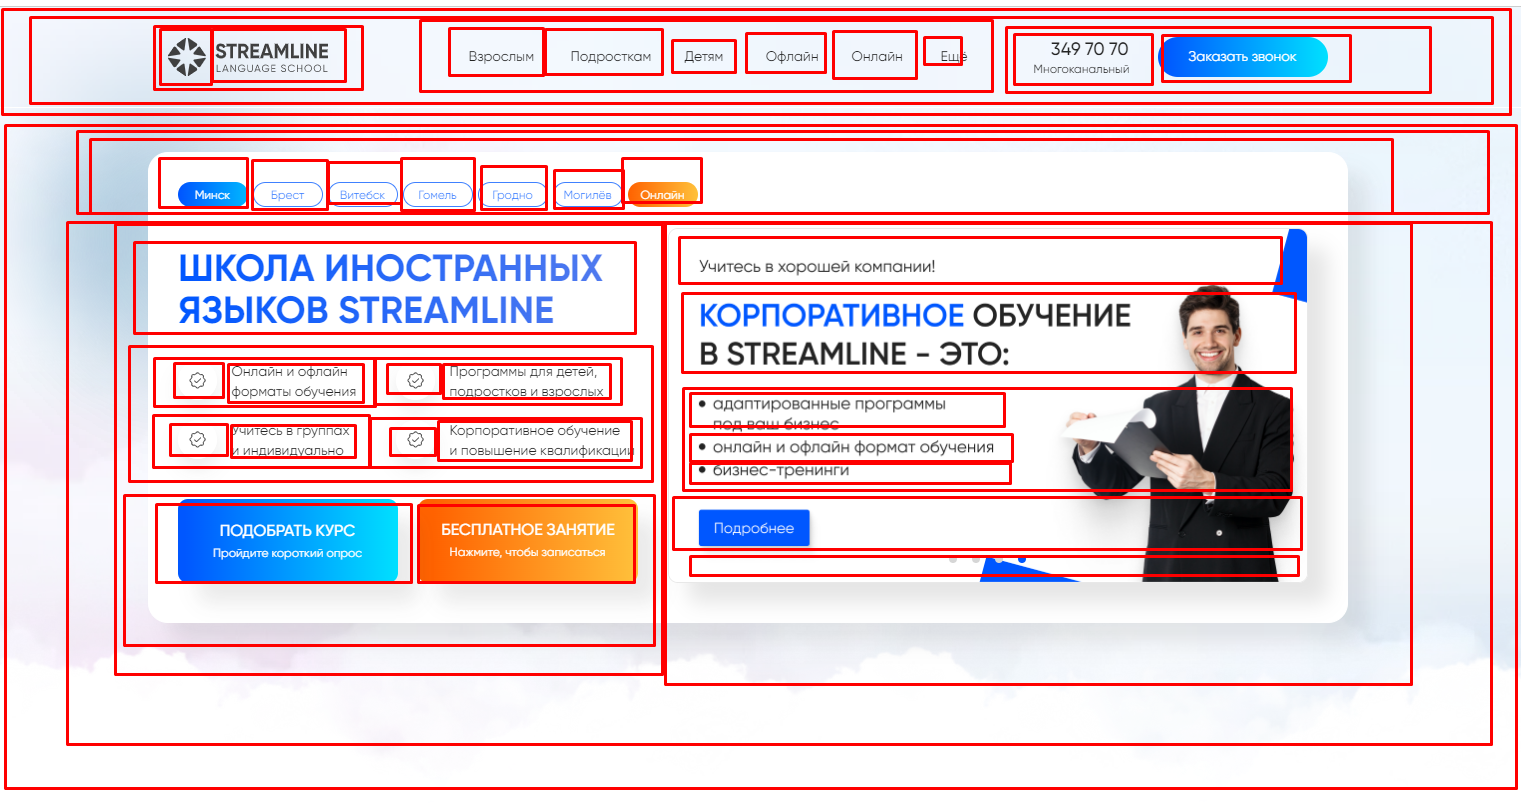 STREAMLINE
LANGUAGE SCHOOL
Взрослым Подросткам Детям Офлайн Онлайн Ещё
349 70 70
Многоканальный
Заказать звонок
Минск Брест Витебск Гомель Гродно Могилёв Онлайн
ШКОЛА ИНОСТРАННЫХ
ЯЗЫКОВ STREAMLINE
Онлайн и офлайн
форматы обучения
Программы для детей,
подростков и взрослых
Учитесь в группах
и индивидуально
Корпоративное обучение
и повышение квалификации
ПОДОБРАТЬ КУРС
Пройдите короткий опрос
БЕСПЛАТНОЕ ЗАНЯТИЕ
Нажмите, чтобы записаться
Учитесь в хорошей компании!
КОРПОРАТИВНОЕ ОБУЧЕНИЕ
В STREAMLINE - ЭТО:
• адаптированные программы
под ваш бизнес
• онлайн и офлайн формат обучения
• бизнес-тренинги
Подробнее